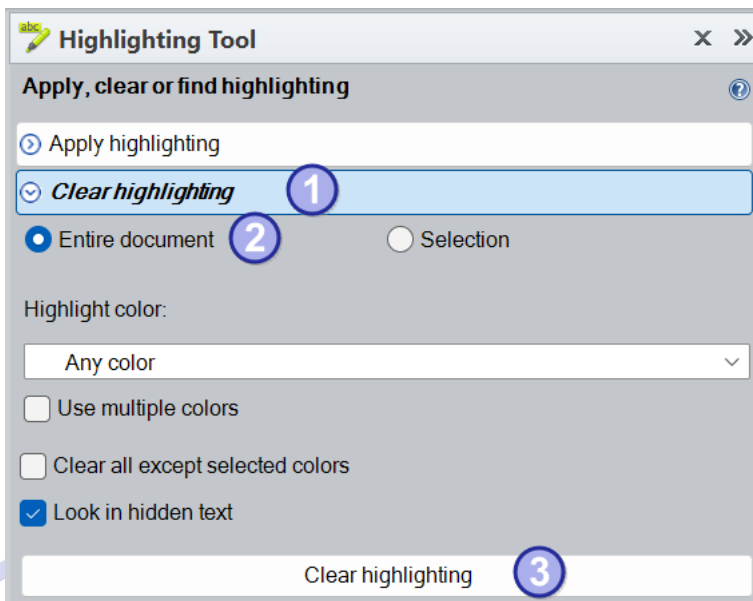 abc Highlighting Tool
Apply, clear or find highlighting
Apply highlighting
Clear highlighting 1
Entire document 2 Selection
Highlight color:
Any color
Use multiple colors
Clear all except selected colors
Look in hidden text
Clear highlighting 3